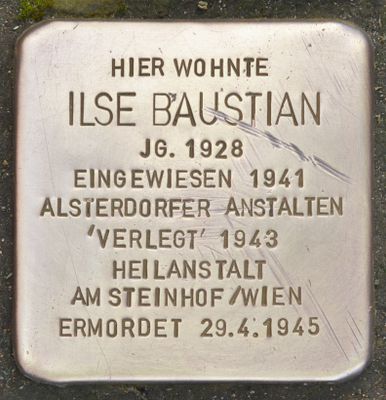 HIER WOHNTE
ILSE BAUSTIAN
JG. 1928
EINGEWIESEN 1941
ALSTERDORFER ANSTALTEN
'VERLEGT' 1943
HEILANSTALT
AM STEINHOF/WIEN
ERMORDET 29.4.1945